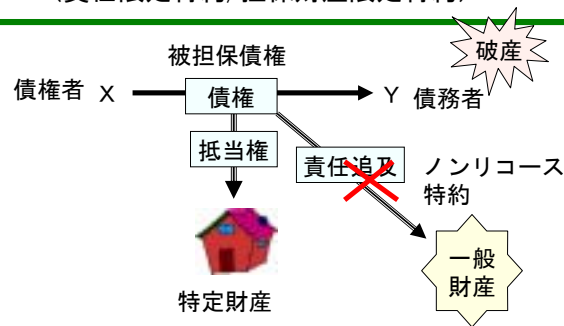 （責任限定特約，担保財産限定特約）
被担保債権
破産
債権者 X
債権
Y 債務者
抵当権
責任追及
ノンリコース
特約
一般
財産
特定財産